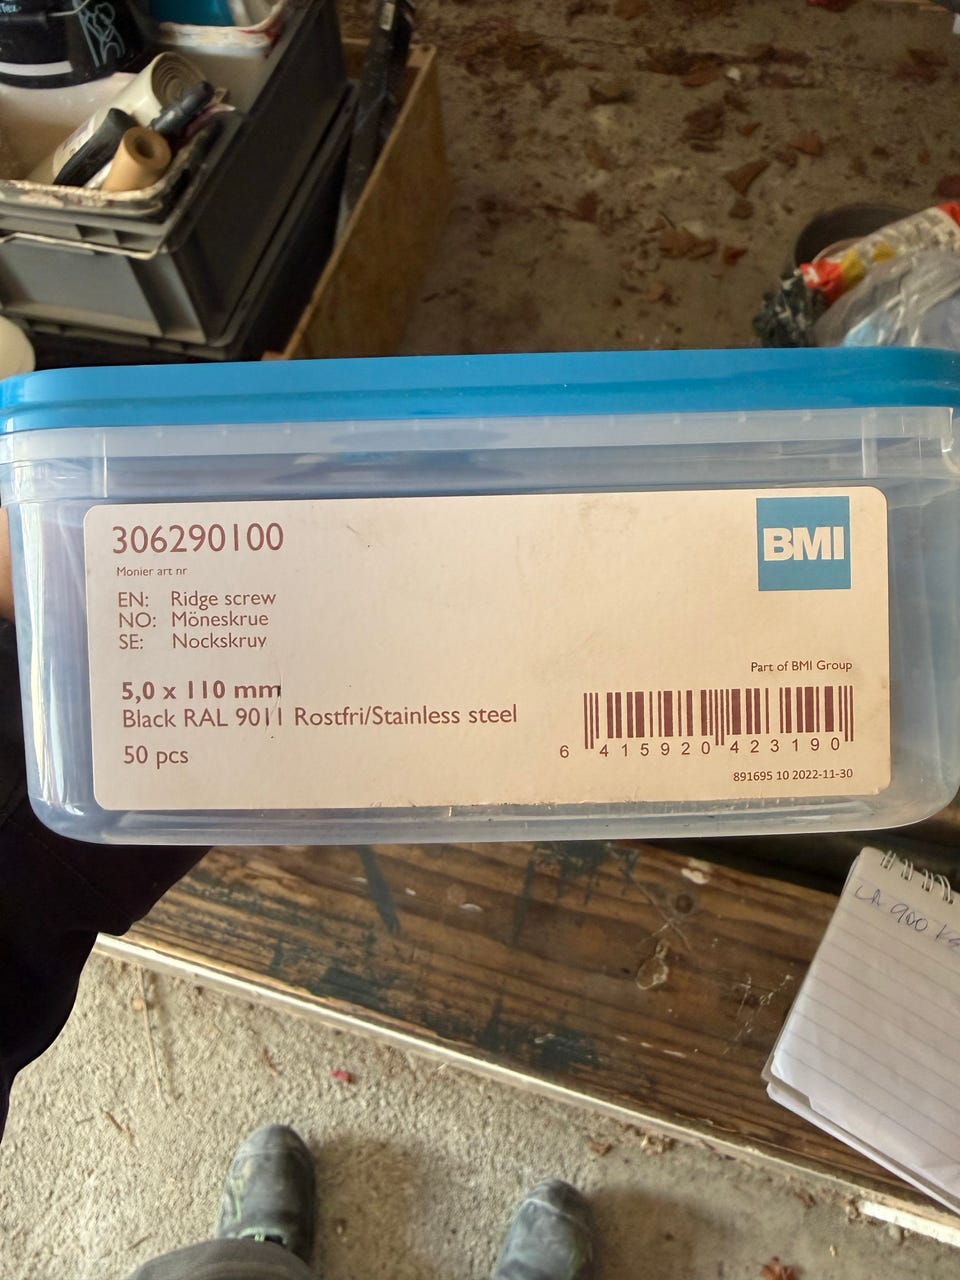 306290100
Monier art nr
EN: Ridge screw
NO: Möneskrue
SE: Nockskruv
5,0 x 110 mm
Black RAL 9011 Rostfri/Stainless steel
50 pcs
BMI
Part of BMI Group
6 415920 423190
891695 10 2022-11-30
900